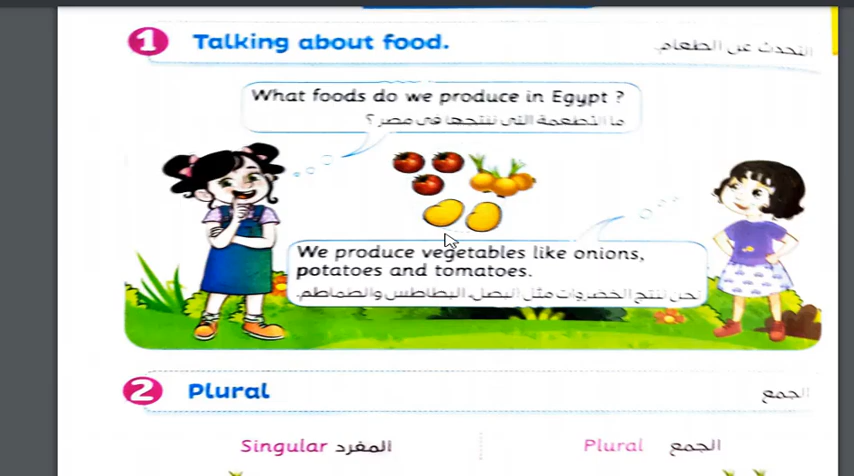 1 Talking about food. التحدث عن الطعام.
What foods do we produce in Egypt ?
ما الأطعمة التي ننتجها في مصر ؟
We produce vegetables like onions,
potatoes and tomatoes.
نحن ننتج الخضروات مثل البصل، البطاطس والطماطم.
2 Plural الجمع
Singular المفرد
Plural الجمع